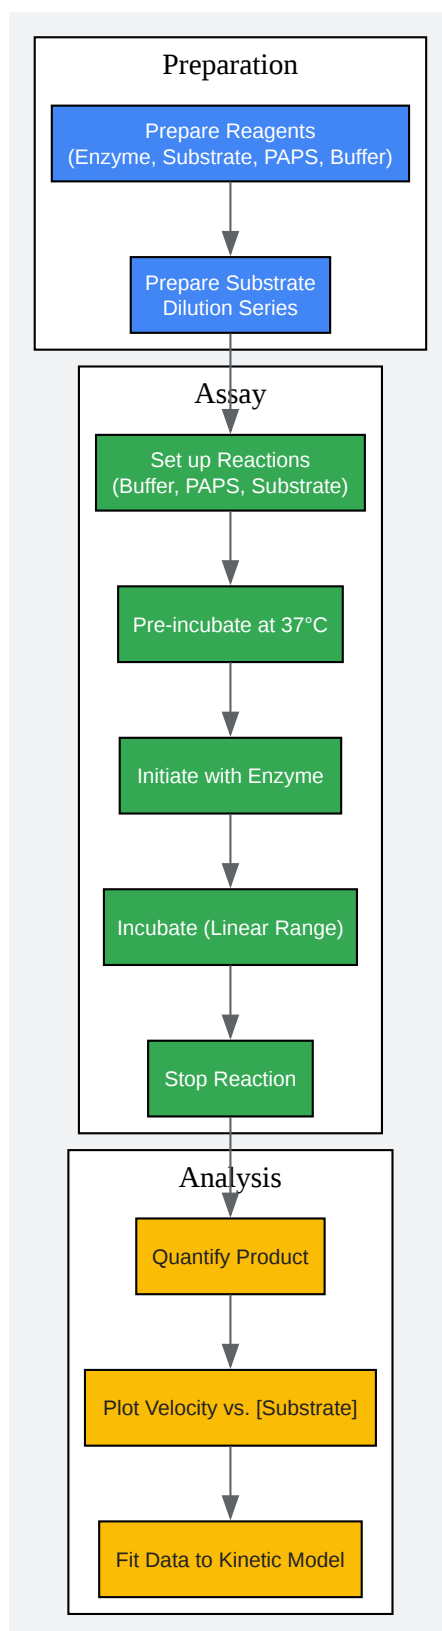 Preparation
Prepare Reagents
(Enzyme, Substrate, PAPS, Buffer)
Prepare Substrate
Dilution Series
Assay
Set up Reactions
(Buffer, PAPS, Substrate)
Pre-incubate at 37°C
Initiate with Enzyme
Incubate (Linear Range)
Stop Reaction
Analysis
Quantify Product
Plot Velocity vs. [Substrate]
Fit Data to Kinetic Model